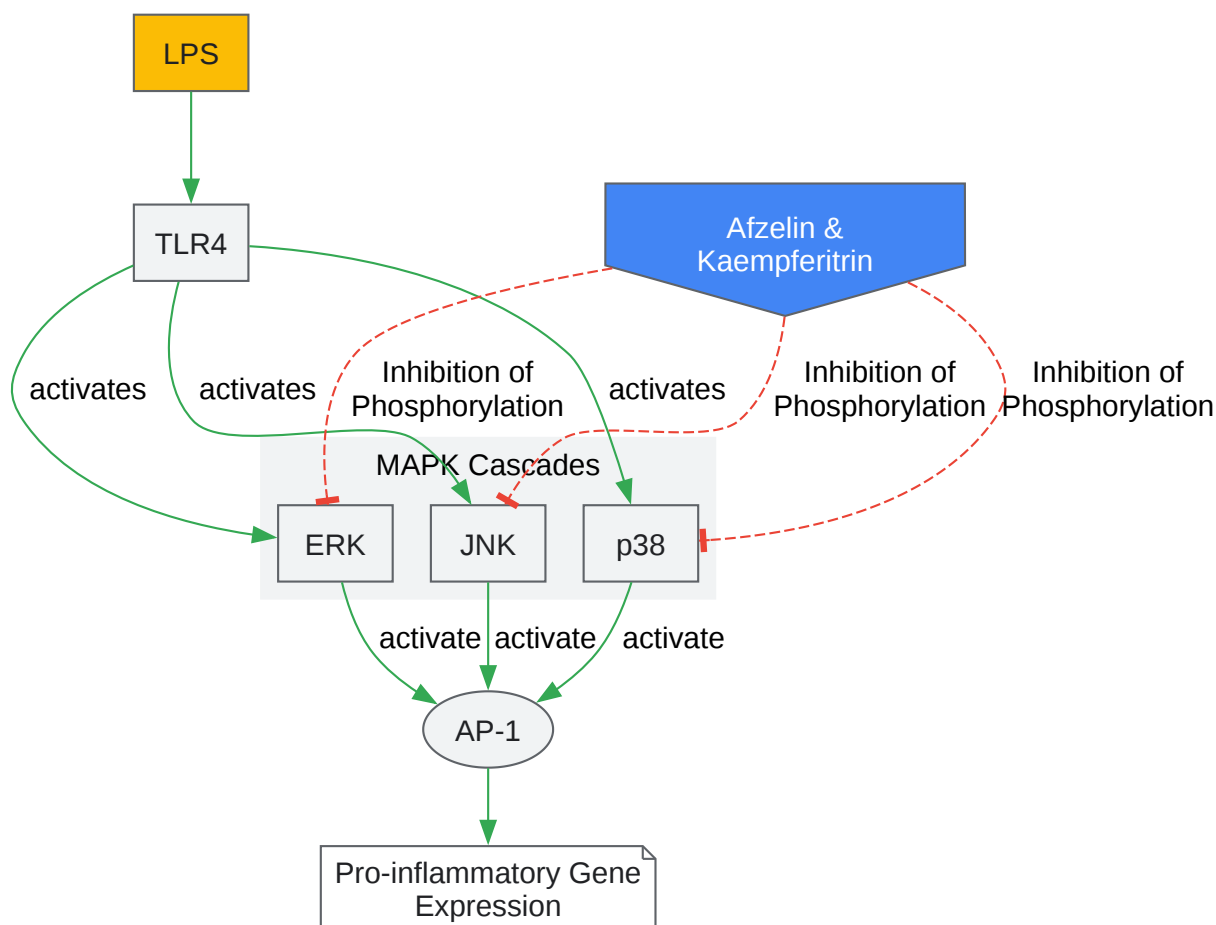 LPS
TLR4
Afzelin &
Kaempferitrin
activates
activates
Inhibition of
Phosphorylation
activates
Inhibition of
Phosphorylation
Inhibition of
Phosphorylation
MAPK Cascades
ERK
JNK
p38
activate
activate
activate
AP-1
Pro-inflammatory Gene
Expression